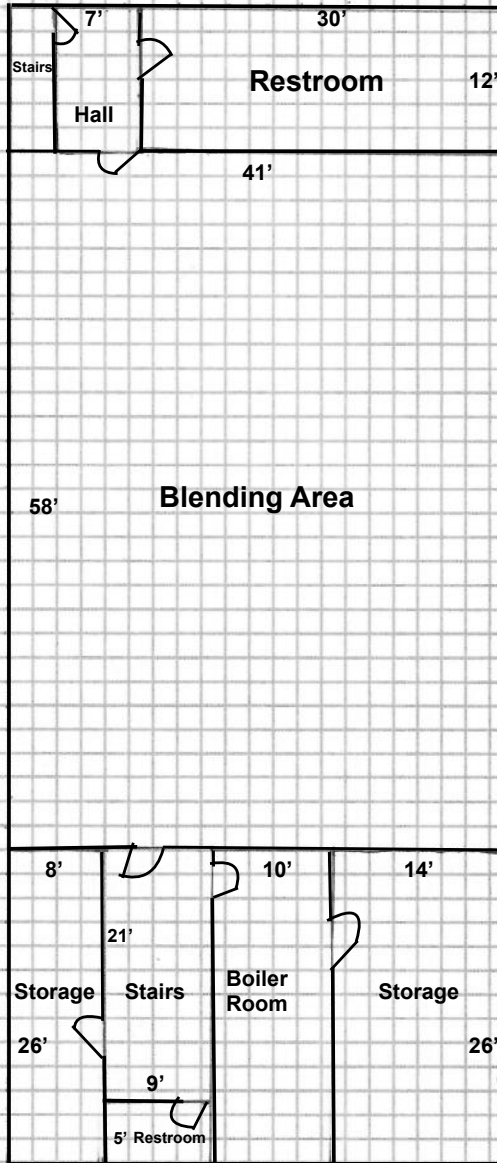 7’
30’
Stairs
Restroom
12’
Hall
41’
58’
Blending Area
8’
10’
14’
21’
Storage
Stairs
Boiler
Room
Storage
26’
26’
9’
5’ Restroom